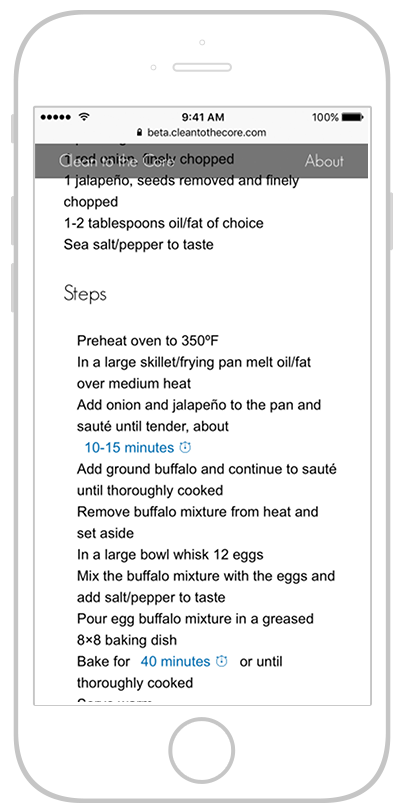 9:41 AM
100%
beta.cleantothecore.com
1 red onion, finely chopped
Clean to the Core
About
1 jalapeño, seeds removed and finely
chopped
1-2 tablespoons oil/fat of choice
Sea salt/pepper to taste
Steps
Preheat oven to 350ºF
In a large skillet/frying pan melt oil/fat
over medium heat
Add onion and jalapeño to the pan and
sauté until tender, about
10-15 minutes
Add ground buffalo and continue to sauté
until thoroughly cooked
Remove buffalo mixture from heat and
set aside
In a large bowl whisk 12 eggs
Mix the buffalo mixture with the eggs and
add salt/pepper to taste
Pour egg buffalo mixture in a greased
8×8 baking dish
Bake for 40 minutes or until
thoroughly cooked